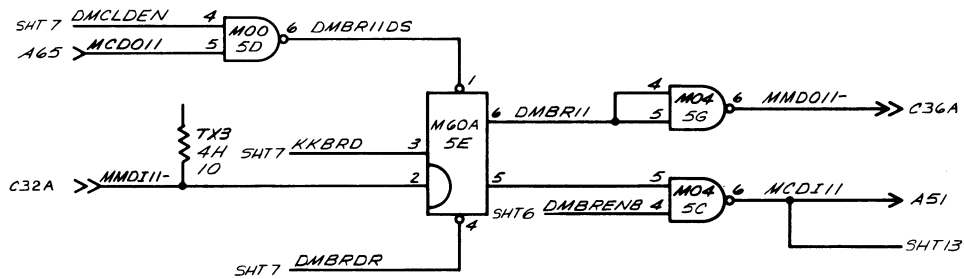 SHT 7 DMCLDEN 4
M00
5D
6 DMBR11DS
A65 MCDO11 5
1
4
M04
5G
6 MMDO11- C36A
6 DMBR11 5
M60A
5E
TX3
4H
10
SHT7 KKBRD 3
C32A MMDI11- 2
5
5
M04
5C
6 MCDI11 A51
SHT6 DMBRENB 4
4
SHT13
SHT 7 DMBRDR